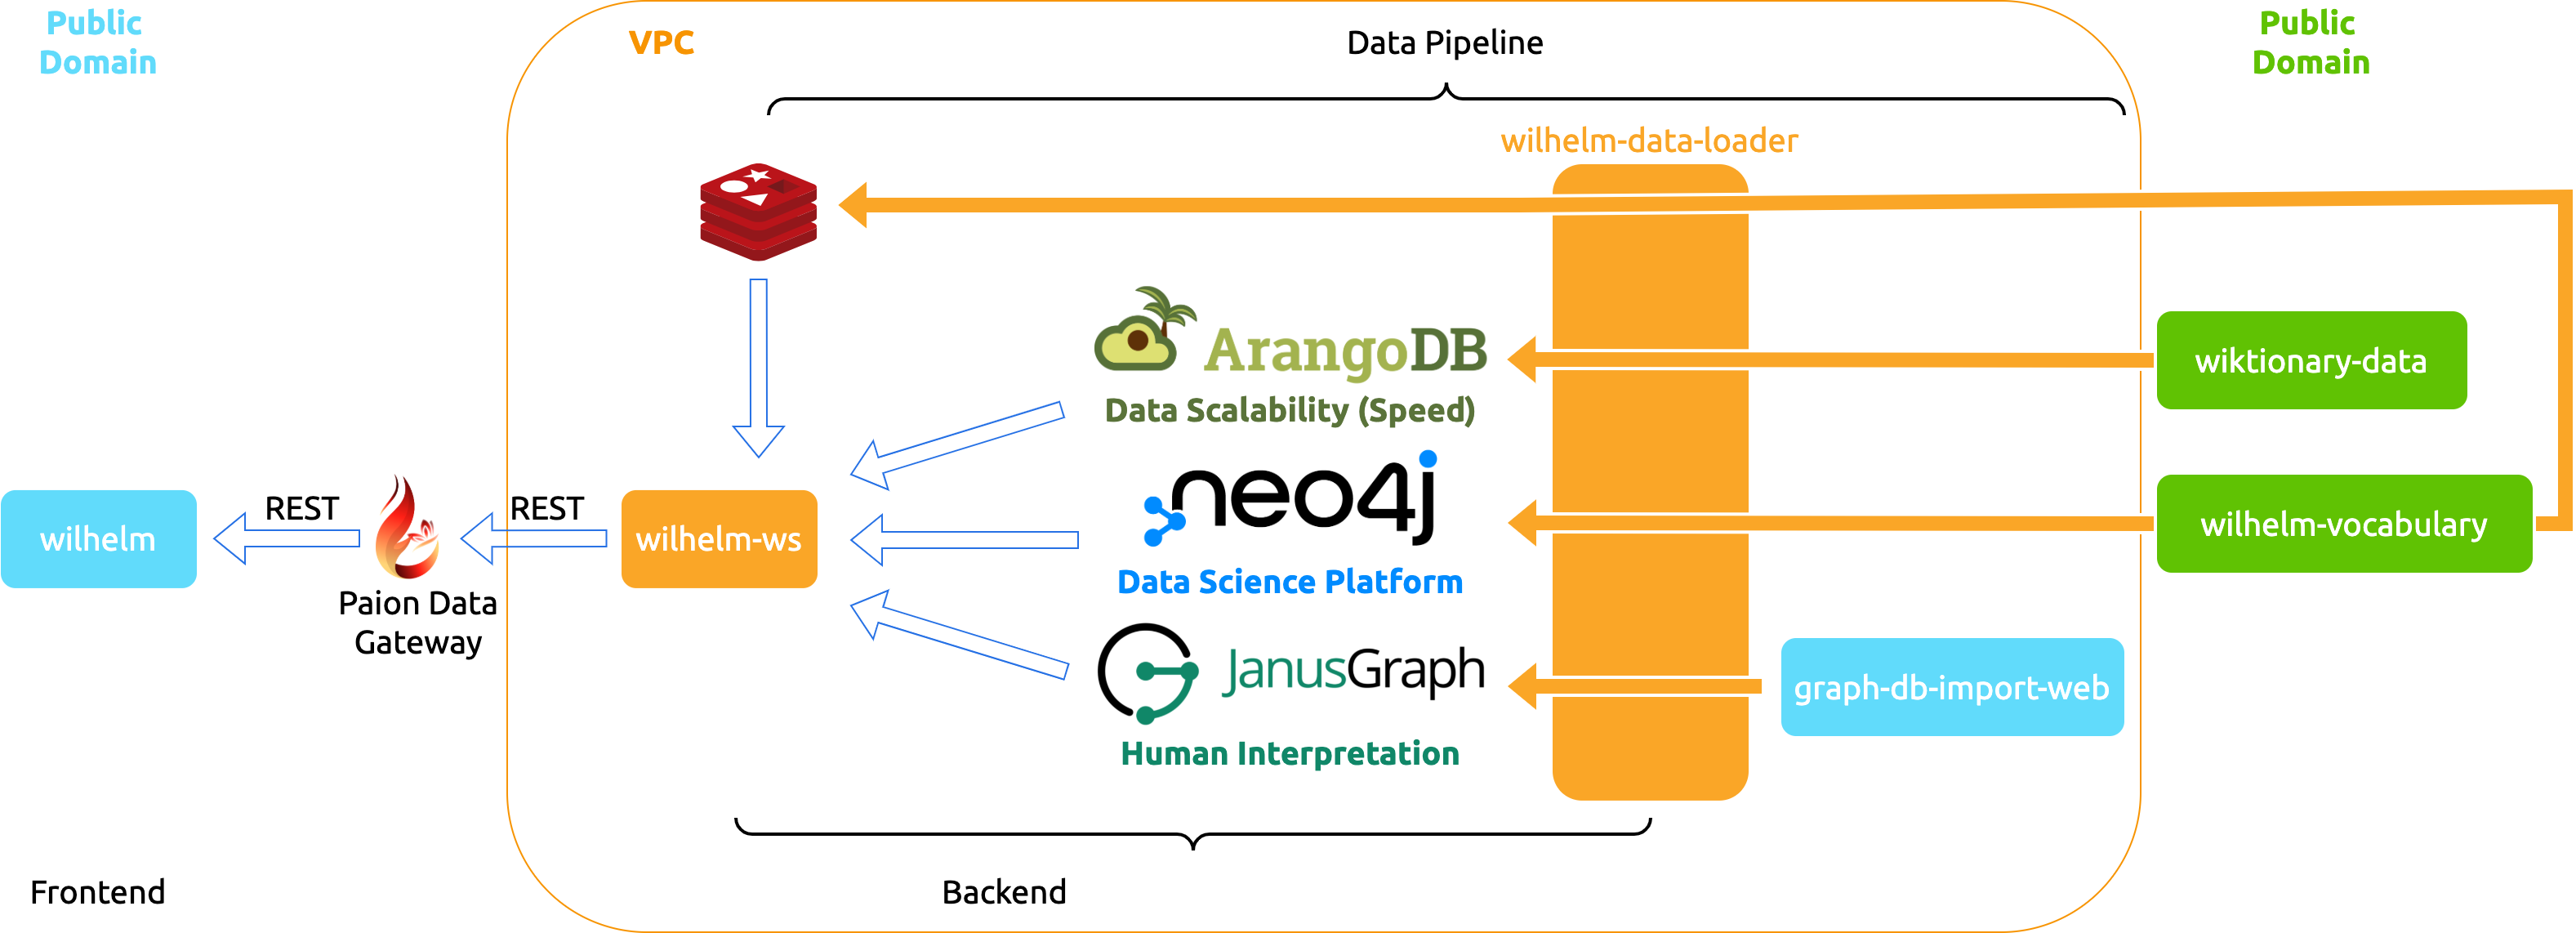 Public
Domain
VPC
Data Pipeline
Public
Domain
wilhelm-data-loader
ArangoDB
Data Scalability (Speed)
wiktionary-data
neo4j
Data Science Platform
wilhelm-vocabulary
wilhelm
REST
Paion Data
Gateway
REST
wilhelm-ws
JanusGraph
Human Interpretation
graph-db-import-web
Frontend
Backend